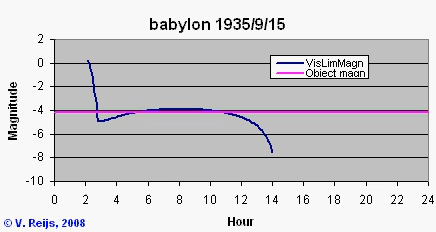 babylon 1935/9/15
2
0
-2
-4
-6
-8
-10
Magnitude
VisLimMagn
Object magn
0 2 4 6 8 10 12 14 16 18 20 22 24
Hour
© V. Reijs, 2008